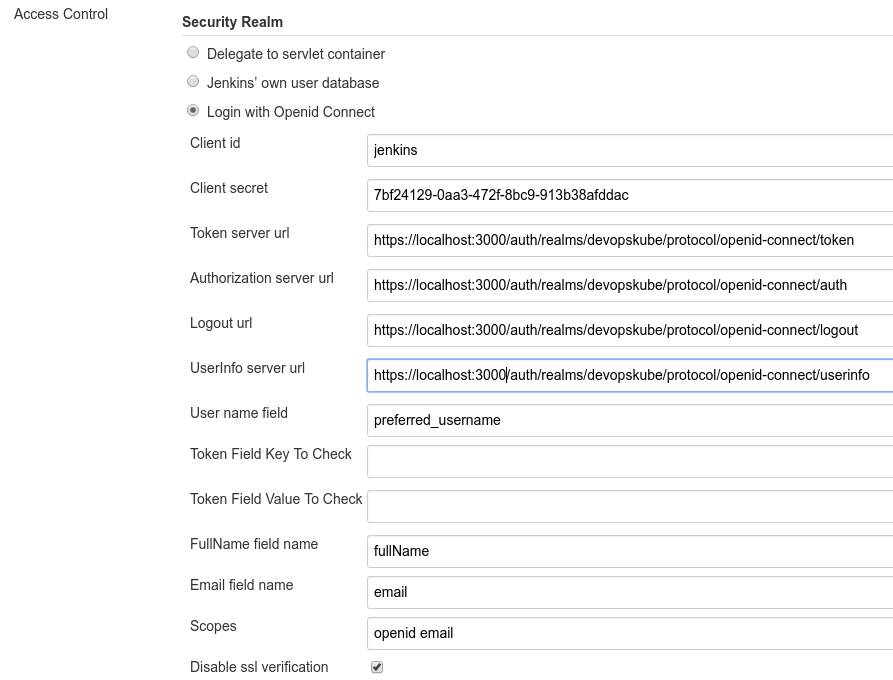 Access Control
Security Realm
Delegate to servlet container
Jenkins’ own user database
Login with Openid Connect
Client id
jenkins
Client secret
7bf24129-0aa3-472f-8bc9-913b38afddac
Token server url
https://localhost:3000/auth/realms/devopskube/protocol/openid-connect/token
Authorization server url
https://localhost:3000/auth/realms/devopskube/protocol/openid-connect/auth
Logout url
https://localhost:3000/auth/realms/devopskube/protocol/openid-connect/logout
UserInfo server url
https://localhost:3000/auth/realms/devopskube/protocol/openid-connect/userinfo
User name field
preferred_username
Token Field Key To Check
Token Field Value To Check
FullName field name
fullName
Email field name
email
Scopes
openid email
Disable ssl verification